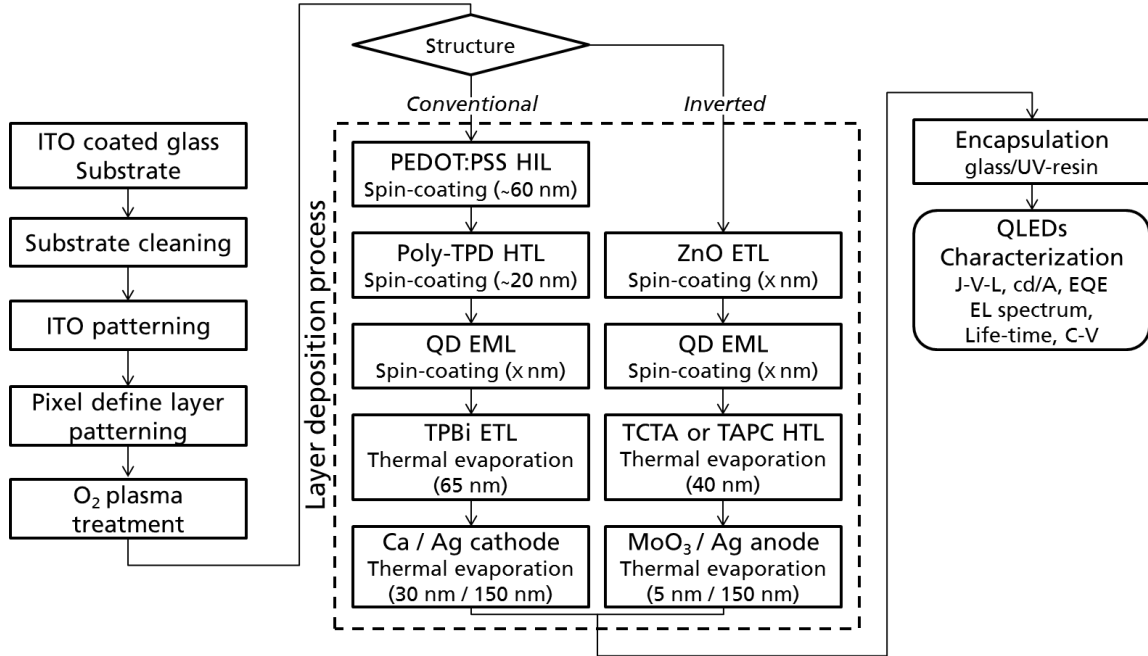 ITO coated glass
Substrate
Substrate cleaning
ITO patterning
Pixel define layer
patterning
O₂ plasma
treatment
Structure
Conventional
Inverted
Layer deposition process
PEDOT:PSS HIL
Spin-coating (~60 nm)
Poly-TPD HTL
Spin-coating (~20 nm)
QD EML
Spin-coating (x nm)
TPBi ETL
Thermal evaporation
(65 nm)
Ca / Ag cathode
Thermal evaporation
(30 nm / 150 nm)
ZnO ETL
Spin-coating (x nm)
QD EML
Spin-coating (x nm)
TCTA or TAPC HTL
Thermal evaporation
(40 nm)
MoO₃ / Ag anode
Thermal evaporation
(5 nm / 150 nm)
Encapsulation
glass/UV-resin
QLEDs
Characterization
J-V-L, cd/A, EQE
EL spectrum,
Life-time, C-V